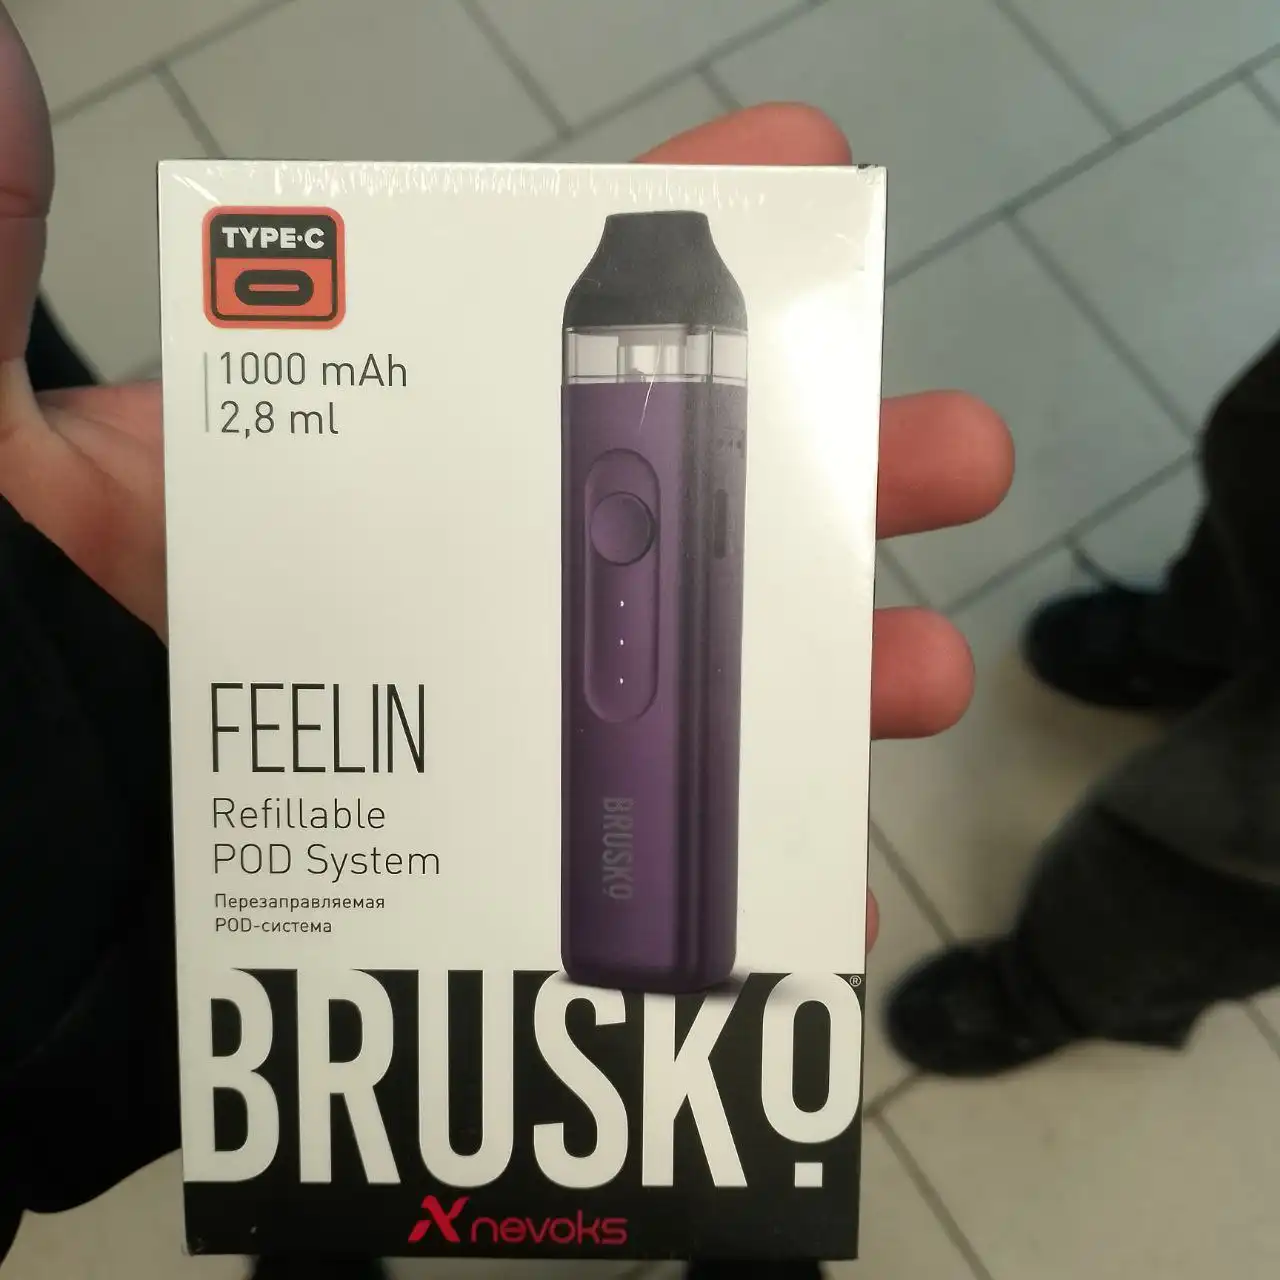 TYPE·C
1000 mAh
2,8 ml
FEELIN
Refillable
POD System
Перезаправляемая
POD-система
BRUSKO
BRUSKO®
nevoks